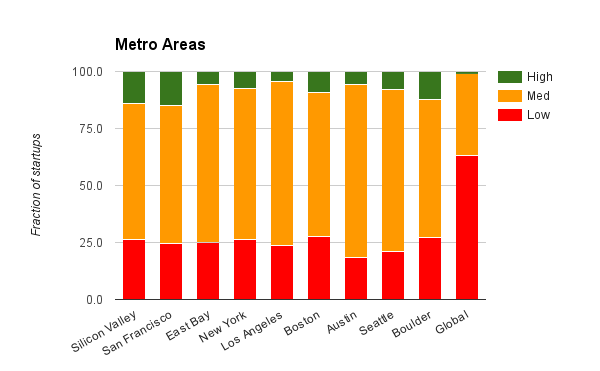 Metro Areas
100.0
75.0
50.0
25.0
0.0
Fraction of startups
High
Med
Low
Silicon Valley
San Francisco
East Bay
New York
Los Angeles
Boston
Austin
Seattle
Boulder
Global